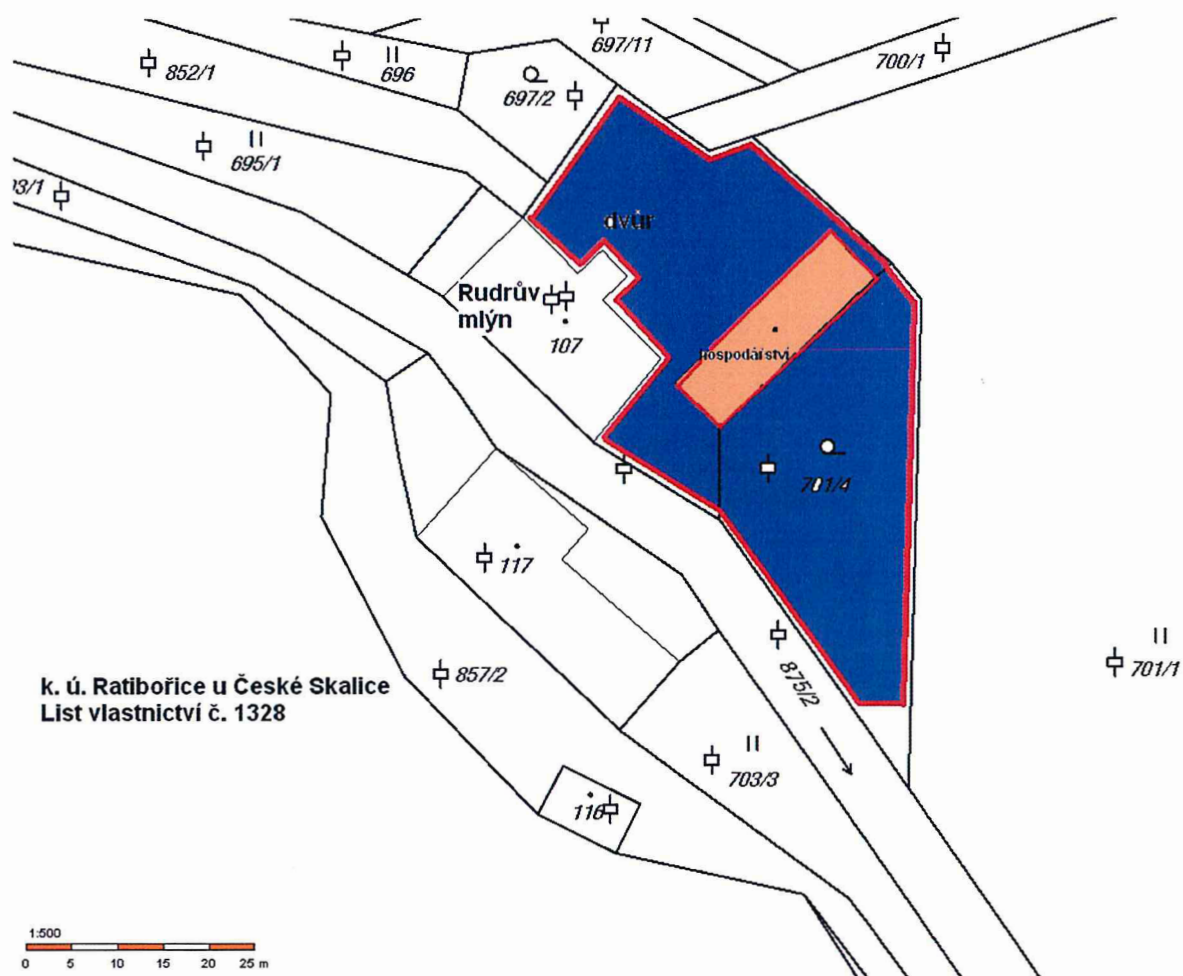 697/11
700/1
852/1
696
697/2
695/1
03/1
dvůr
Rudrův
mlýn
107
hospodářství
701/4
117
857/2
875/2
701/1
k. ú. Ratibořice u České Skalice
List vlastnictví č. 1328
703/3
116
1:500
0 5 10 15 20 25 m